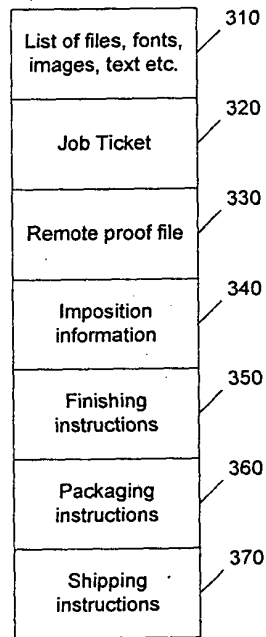 310
List of files, fonts,
images, text etc.
320
Job Ticket
330
Remote proof file
340
Imposition
information
350
Finishing
instructions
360
Packaging
instructions
370
Shipping
instructions